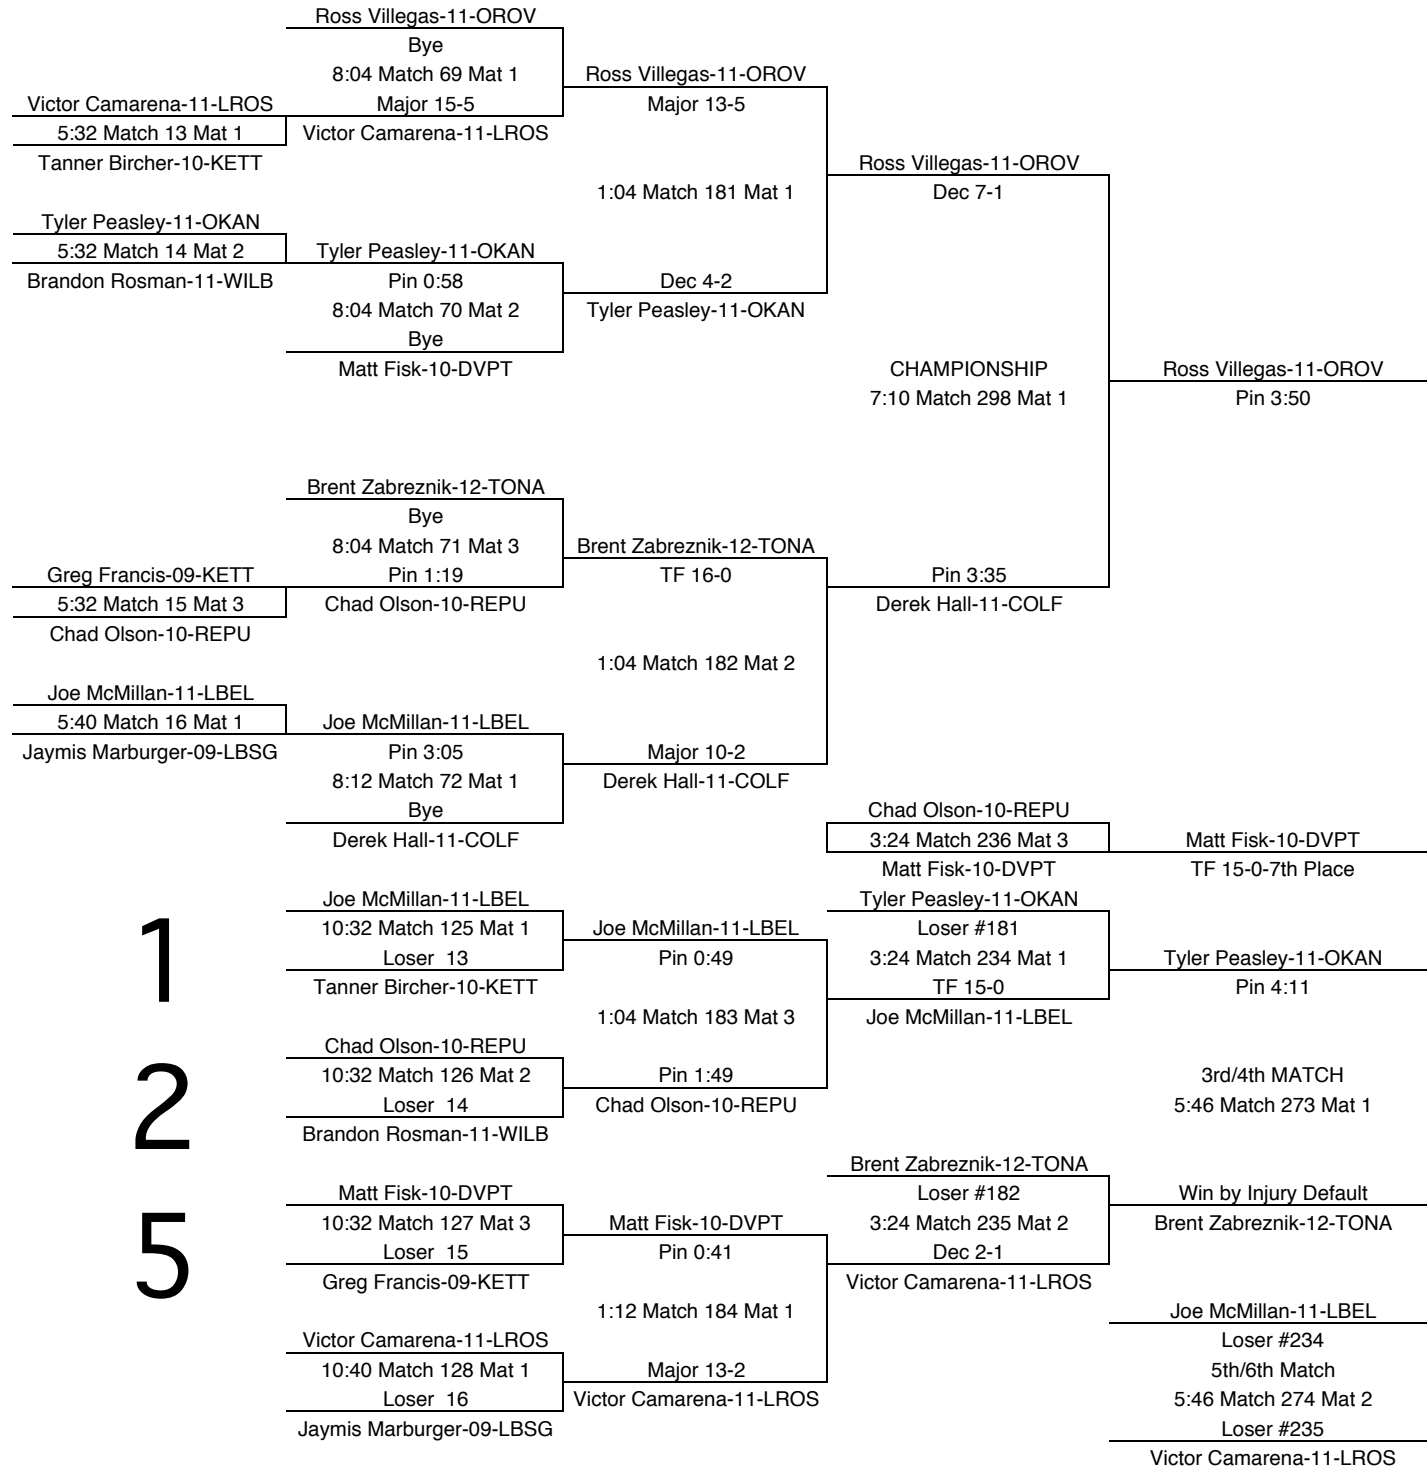 Ross Villegas-11-OROV
Bye
8:04 Match 69 Mat 1
Ross Villegas-11-OROV
Victor Camarena-11-LROS
Major 15-5
Major 13-5
5:32 Match 13 Mat 1
Victor Camarena-11-LROS
Tanner Bircher-10-KETT
Ross Villegas-11-OROV
1:04 Match 181 Mat 1
Dec 7-1
Tyler Peasley-11-OKAN
5:32 Match 14 Mat 2
Tyler Peasley-11-OKAN
Brandon Rosman-11-WILB
Pin 0:58
Dec 4-2
8:04 Match 70 Mat 2
Tyler Peasley-11-OKAN
Bye
Matt Fisk-10-DVPT
CHAMPIONSHIP
Ross Villegas-11-OROV
7:10 Match 298 Mat 1
Pin 3:50
Brent Zabreznik-12-TONA
Bye
8:04 Match 71 Mat 3
Brent Zabreznik-12-TONA
Greg Francis-09-KETT
Pin 1:19
TF 16-0
Pin 3:35
5:32 Match 15 Mat 3
Chad Olson-10-REPU
Derek Hall-11-COLF
Chad Olson-10-REPU
1:04 Match 182 Mat 2
Joe McMillan-11-LBEL
5:40 Match 16 Mat 1
Joe McMillan-11-LBEL
Jaymis Marburger-09-LBSG
Pin 3:05
Major 10-2
8:12 Match 72 Mat 1
Derek Hall-11-COLF
Bye
Chad Olson-10-REPU
Derek Hall-11-COLF
3:24 Match 236 Mat 3
Matt Fisk-10-DVPT
Matt Fisk-10-DVPT
TF 15-0-7th Place
1
2
5
Joe McMillan-11-LBEL
Tyler Peasley-11-OKAN
10:32 Match 125 Mat 1
Joe McMillan-11-LBEL
Loser #181
Loser 13
Pin 0:49
3:24 Match 234 Mat 1
Tyler Peasley-11-OKAN
Tanner Bircher-10-KETT
TF 15-0
Pin 4:11
1:04 Match 183 Mat 3
Joe McMillan-11-LBEL
Chad Olson-10-REPU
10:32 Match 126 Mat 2
Pin 1:49
3rd/4th MATCH
Loser 14
Chad Olson-10-REPU
5:46 Match 273 Mat 1
Brandon Rosman-11-WILB
Brent Zabreznik-12-TONA
Matt Fisk-10-DVPT
Loser #182
Win by Injury Default
10:32 Match 127 Mat 3
Matt Fisk-10-DVPT
3:24 Match 235 Mat 2
Brent Zabreznik-12-TONA
Loser 15
Pin 0:41
Dec 2-1
Greg Francis-09-KETT
Victor Camarena-11-LROS
1:12 Match 184 Mat 1
Joe McMillan-11-LBEL
Victor Camarena-11-LROS
Loser #234
10:40 Match 128 Mat 1
Major 13-2
5th/6th Match
Loser 16
Victor Camarena-11-LROS
5:46 Match 274 Mat 2
Jaymis Marburger-09-LBSG
Loser #235
Victor Camarena-11-LROS